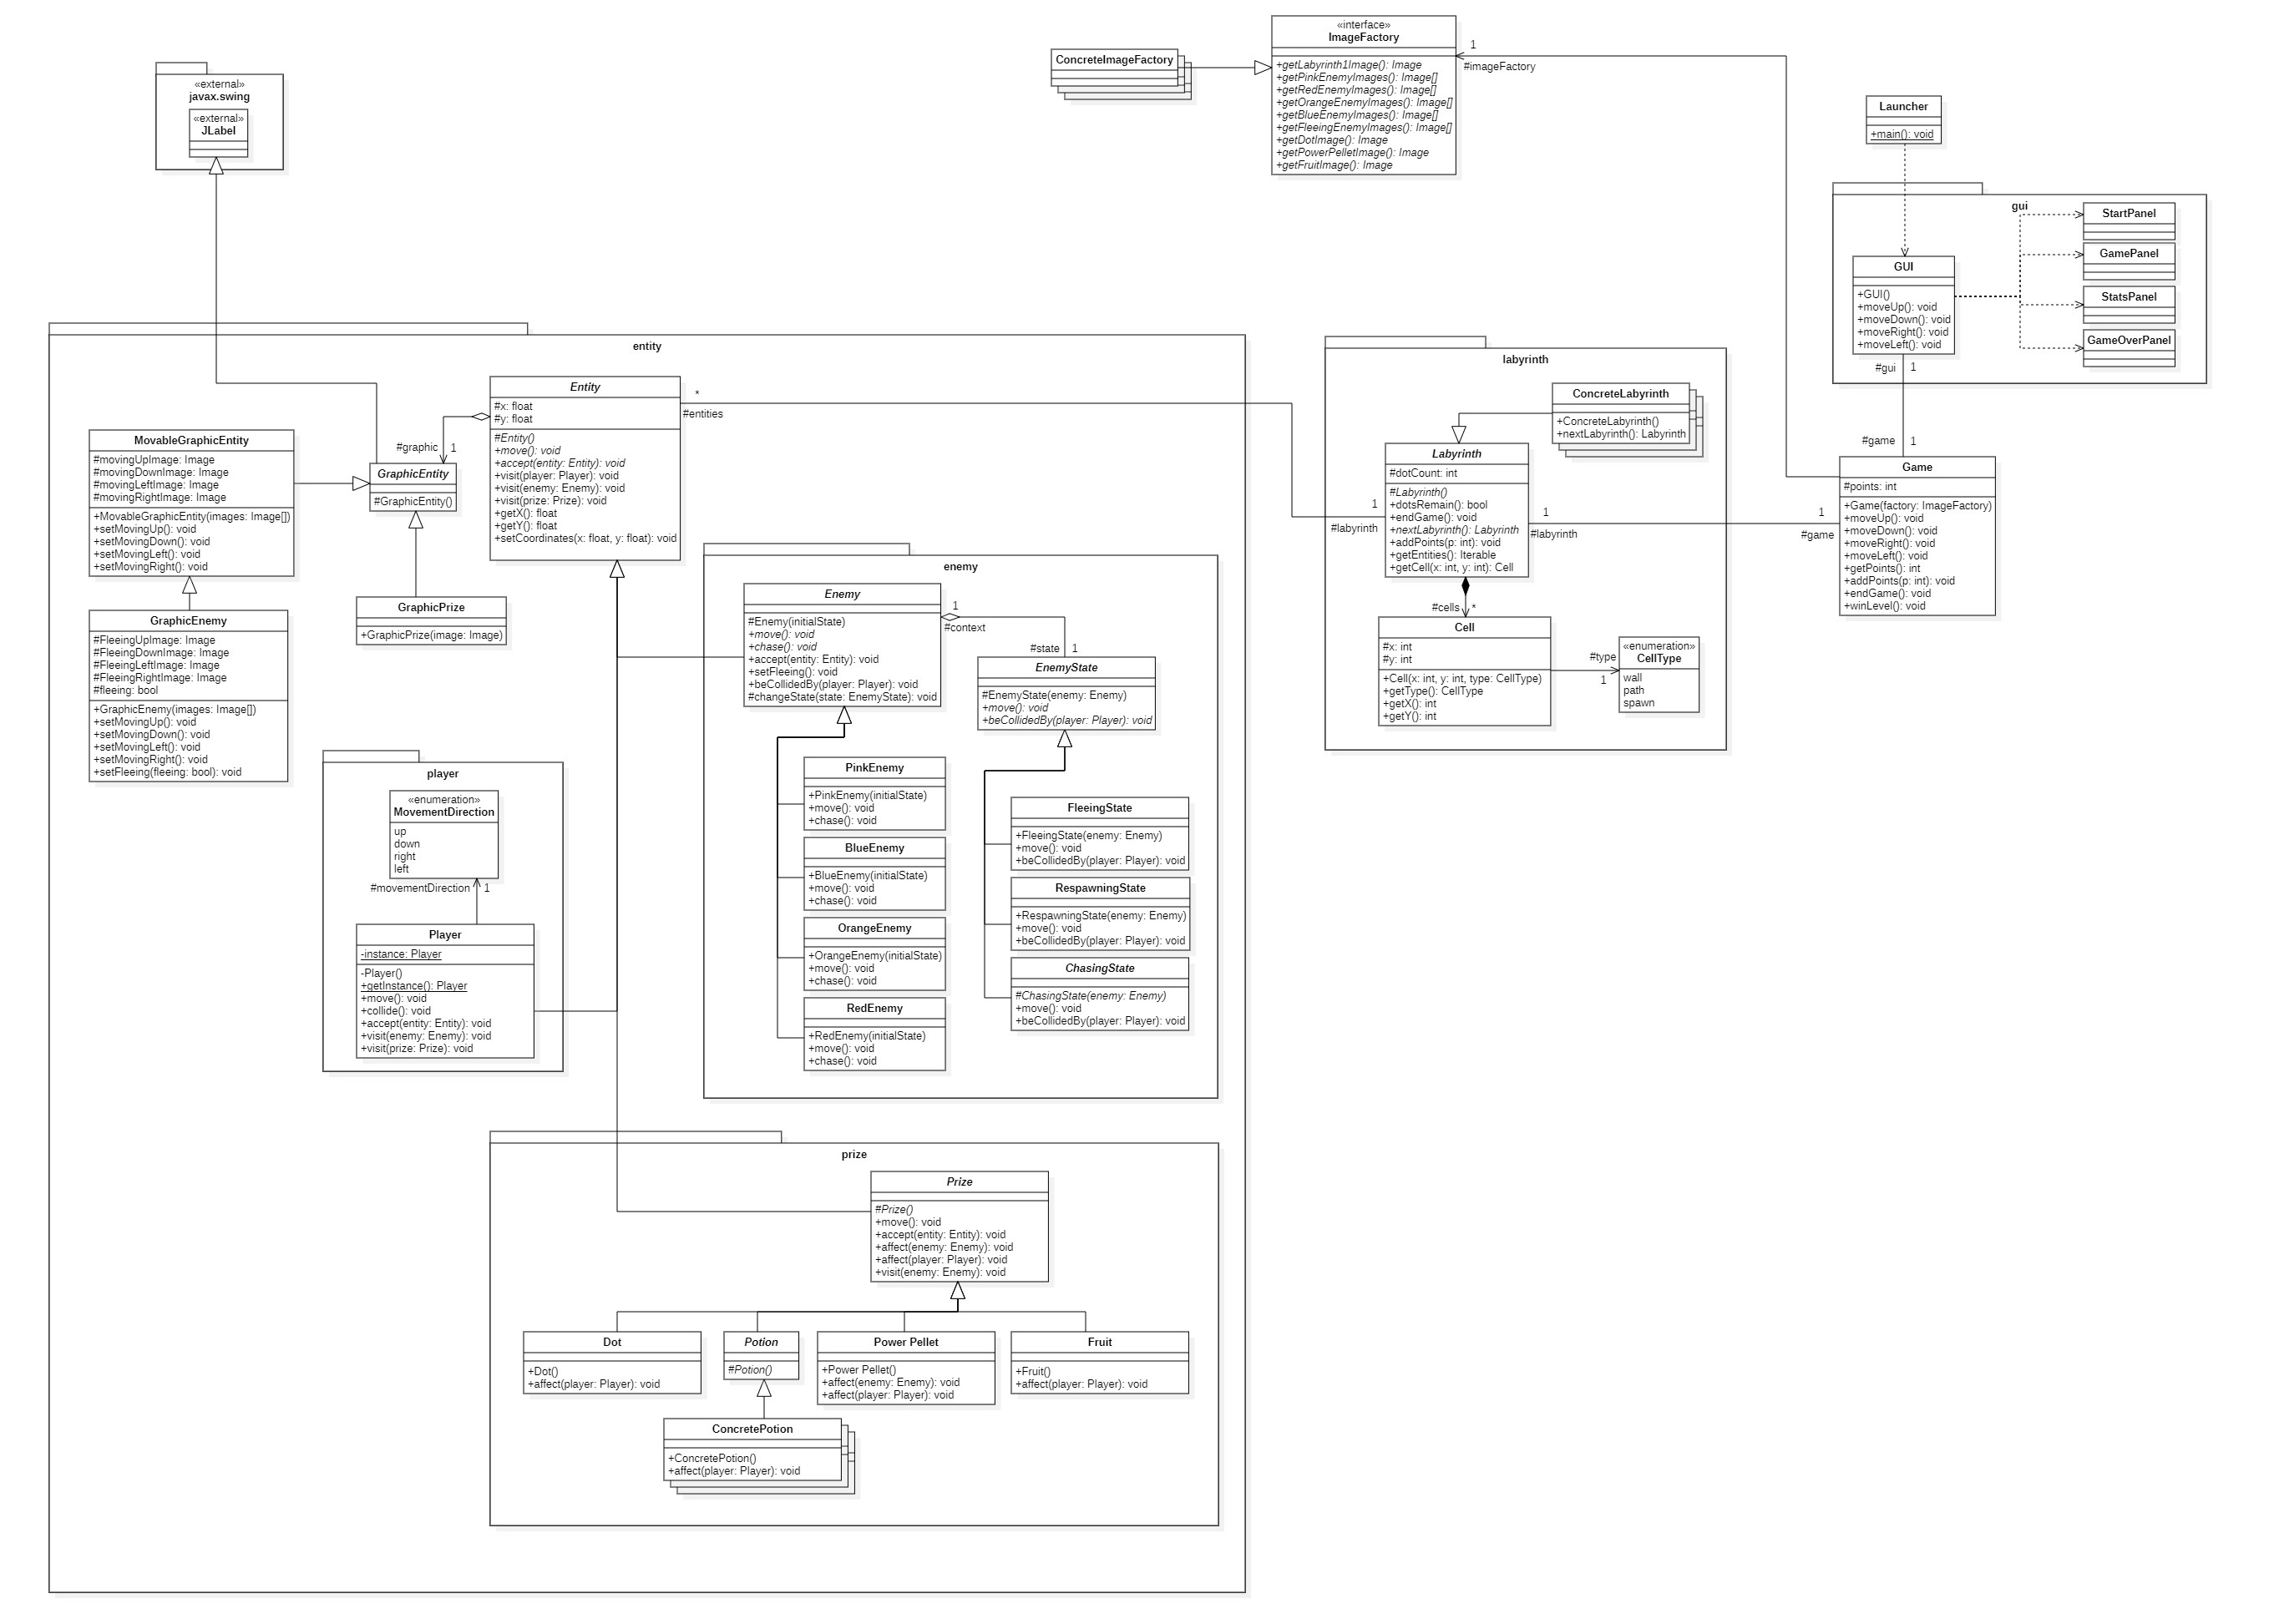 «interface»
ImageFactory
+getLabyrinth1Image(): Image
+getPinkEnemyImages(): Image[]
+getRedEnemyImages(): Image[]
+getOrangeEnemyImages(): Image[]
+getBlueEnemyImages(): Image[]
+getFleeingEnemyImages(): Image[]
+getDotImage(): Image
+getPowerPelletImage(): Image
+getFruitImage(): Image
1
#imageFactory
ConcreteImageFactory
«external»
javax.swing
«external»
JLabel
Launcher
+main(): void
gui
StartPanel
GamePanel
StatsPanel
GameOverPanel
GUI
+GUI()
+moveUp(): void
+moveDown(): void
+moveRight(): void
+moveLeft(): void
#gui
1
#game
1
Game
#points: int
+Game(factory: ImageFactory)
+moveUp(): void
+moveDown(): void
+moveRight(): void
+moveLeft(): void
+getPoints(): int
+addPoints(p: int): void
+endGame(): void
+winLevel(): void
1
#game
1
#labyrinth
labyrinth
ConcreteLabyrinth
+ConcreteLabyrinth()
+nextLabyrinth(): Labyrinth
Labyrinth
#dotCount: int
#Labyrinth()
+dotsRemain(): bool
+endGame(): void
+nextLabyrinth(): Labyrinth
+addPoints(p: int): void
+getEntities(): Iterable
+getCell(x: int, y: int): Cell
1
#labyrinth
#cells
*
Cell
#x: int
#y: int
+Cell(x: int, y: int, type: CellType)
+getType(): CellType
+getX(): int
+getY(): int
#type
1
«enumeration»
CellType
wall
path
spawn
entity
Entity
#x: float
#y: float
#Entity()
+move(): void
+accept(entity: Entity): void
+visit(player: Player): void
+visit(enemy: Enemy): void
+visit(prize: Prize): void
+getX(): float
+getY(): float
+setCoordinates(x: float, y: float): void
*
#entities
#graphic
1
GraphicEntity
#GraphicEntity()
MovableGraphicEntity
#movingUpImage: Image
#movingDownImage: Image
#movingLeftImage: Image
#movingRightImage: Image
+MovableGraphicEntity(images: Image[])
+setMovingUp(): void
+setMovingDown(): void
+setMovingLeft(): void
+setMovingRight(): void
GraphicPrize
+GraphicPrize(image: Image)
GraphicEnemy
#FleeingUpImage: Image
#FleeingDownImage: Image
#FleeingLeftImage: Image
#FleeingRightImage: Image
#fleeing: bool
+GraphicEnemy(images: Image[])
+setMovingUp(): void
+setMovingDown(): void
+setMovingLeft(): void
+setMovingRight(): void
+setFleeing(fleeing: bool): void
player
«enumeration»
MovementDirection
up
down
right
left
#movementDirection
1
Player
-instance: Player
-Player()
+getInstance(): Player
+move(): void
+collide(): void
+accept(entity: Entity): void
+visit(enemy: Enemy): void
+visit(prize: Prize): void
enemy
Enemy
#Enemy(initialState)
+move(): void
+chase(): void
+accept(entity: Entity): void
+setFleeing(): void
+beCollidedBy(player: Player): void
#changeState(state: EnemyState): void
1
#context
#state
1
EnemyState
#EnemyState(enemy: Enemy)
+move(): void
+beCollidedBy(player: Player): void
PinkEnemy
+PinkEnemy(initialState)
+move(): void
+chase(): void
BlueEnemy
+BlueEnemy(initialState)
+move(): void
+chase(): void
OrangeEnemy
+OrangeEnemy(initialState)
+move(): void
+chase(): void
RedEnemy
+RedEnemy(initialState)
+move(): void
+chase(): void
FleeingState
+FleeingState(enemy: Enemy)
+move(): void
+beCollidedBy(player: Player): void
RespawningState
+RespawningState(enemy: Enemy)
+move(): void
+beCollidedBy(player: Player): void
ChasingState
#ChasingState(enemy: Enemy)
+move(): void
+beCollidedBy(player: Player): void
prize
Prize
#Prize()
+move(): void
+accept(entity: Entity): void
+affect(enemy: Enemy): void
+affect(player: Player): void
+visit(enemy: Enemy): void
Dot
+Dot()
+affect(player: Player): void
Potion
#Potion()
Power Pellet
+Power Pellet()
+affect(enemy: Enemy): void
+affect(player: Player): void
Fruit
+Fruit()
+affect(player: Player): void
ConcretePotion
+ConcretePotion()
+affect(player: Player): void